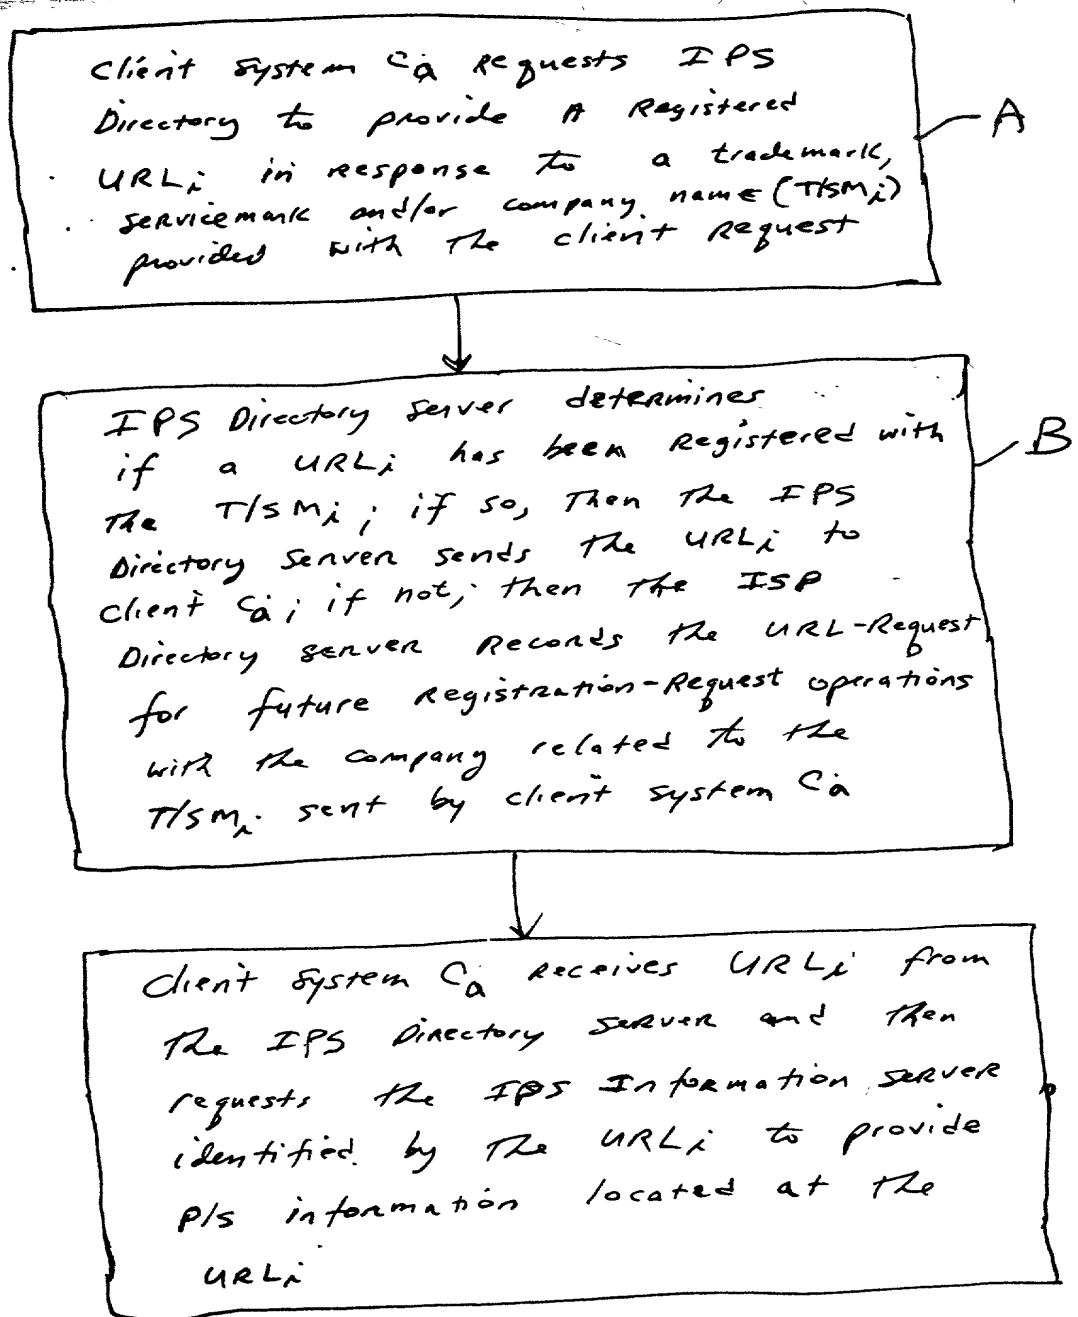 Client System Ca Requests IPS
Directory to provide A Registered
URLi in response to a trademark,
servicemark and/or company name (T/SMi)
provided with the client Request
A
IPS Directory Server determines
if a URLi has been Registered with
the T/SMi; if so, Then the IPS
Directory Server sends the URLi to
Client Ca; if not; then the ISP
Directory server Records the URL-Request
for future Registration-Request operations
with the company related to the
T/SMi sent by client system Ca
B
Client System Ca Receives URLi from
The IPS Directory Server and then
requests the IPS Information Server
identified by the URLi to provide
P/S information located at the
URLi